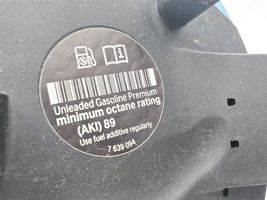 Unleaded Gasoline Premium
minimum octane rating
(AKI) 89
Use fuel additive regularly
7 639 094